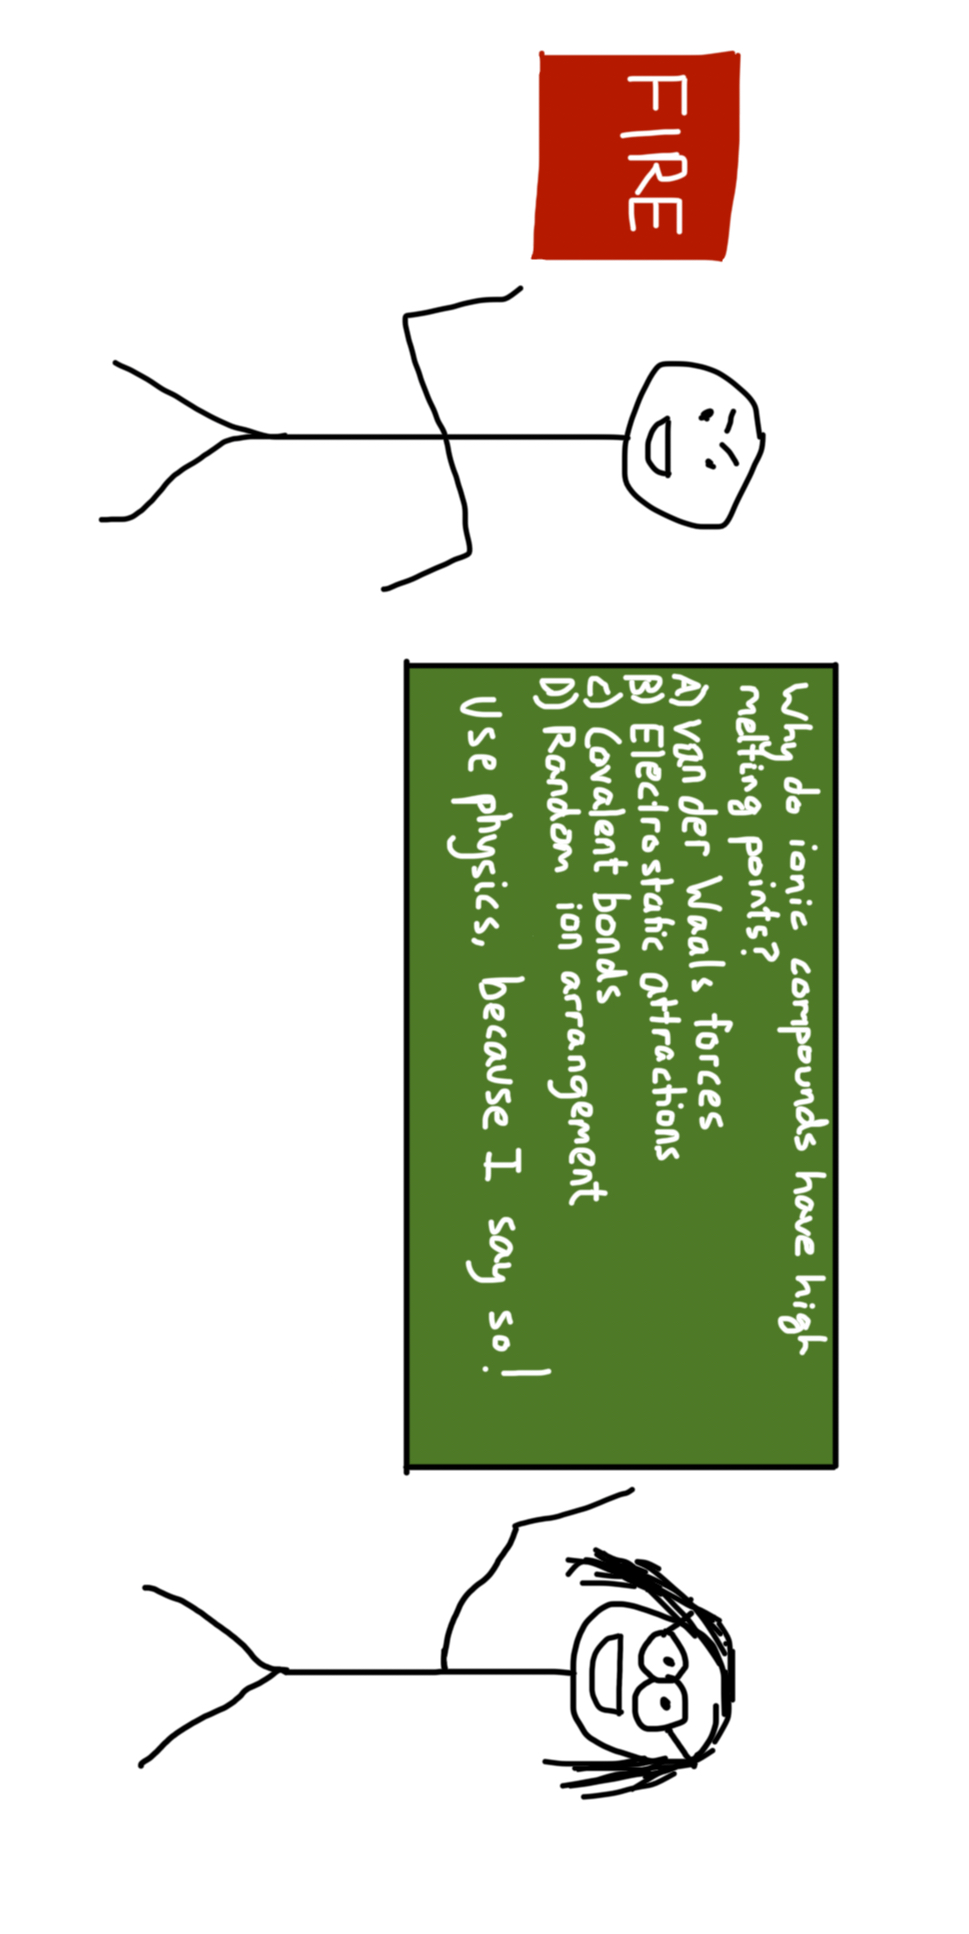 FIRE
Why do ionic compounds have high
melting points?
A) Van der Waals forces
B) Electrostatic attractions
C) Covalent bonds
D) Random ion arrangement
Use physics, because I say so!